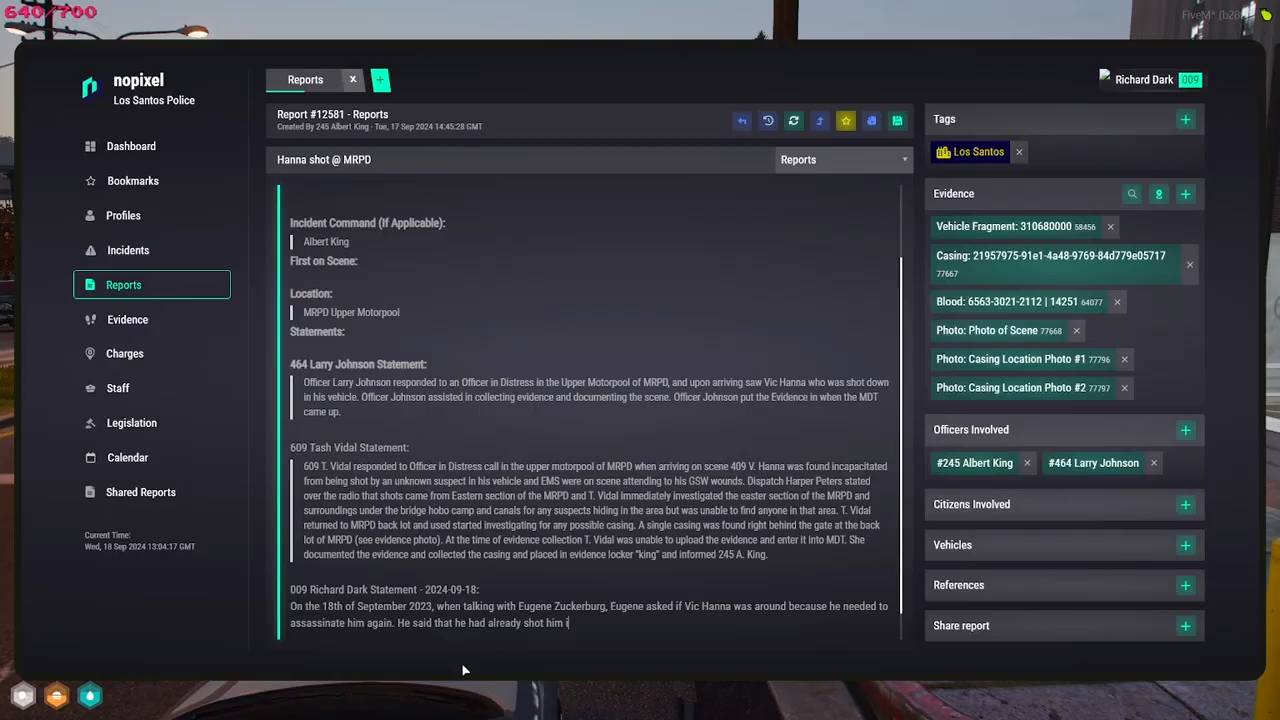 640/700
FiveM* (b28
nopixel
Los Santos Police
Reports x +
Richard Dark 009
Report #12581 - Reports
Created By 245 Albert King - Tue, 17 Sep 2024 14:45:28 GMT
Hanna shot @ MRPD
Reports
Dashboard
Bookmarks
Profiles
Incidents
Reports
Evidence
Charges
Staff
Legislation
Calendar
Shared Reports
Current Time:
Wed, 18 Sep 2024 13:04:17 GMT
Incident Command (If Applicable):
Albert King
First on Scene:
Location:
MRPD Upper Motorpool
Statements:
464 Larry Johnson Statement:
Officer Larry Johnson responded to an Officer in Distress in the Upper Motorpool of MRPD, and upon arriving saw Vic Hanna who was shot down
in his vehicle. Officer Johnson assisted in collecting evidence and documenting the scene. Officer Johnson put the Evidence in when the MDT
came up.
609 Tash Vidal Statement:
609 T. Vidal responded to Officer in Distress call in the upper motorpool of MRPD when arriving on scene 409 V. Hanna was found incapacitated
from being shot by an unknown suspect in his vehicle and EMS were on scene attending to his GSW wounds. Dispatch Harper Peters stated
over the radio that shots came from Eastern section of the MRPD and T. Vidal immediately investigated the easter section of the MRPD and
surroundings under the bridge hobo camp and canals for any suspects hiding in the area but was unable to find anyone in that area. T. Vidal
returned to MRPD back lot and used started investigating for any possible casing. A single casing was found right behind the gate at the back
lot of MRPD (see evidence photo). At the time of evidence collection T. Vidal was unable to upload the evidence and enter it into MDT. She
documented the evidence and collected the casing and placed in evidence locker "king" and informed 245 A. King.
009 Richard Dark Statement - 2024-09-18:
On the 18th of September 2023, when talking with Eugene Zuckerburg, Eugene asked if Vic Hanna was around because he needed to
assassinate him again. He said that he had already shot him i
Tags +
Los Santos x
Evidence +
Vehicle Fragment: 310680000 58456 x
Casing: 21957975-91e1-4a48-9769-84d779e05717
77667 x
Blood: 6563-3021-2112 | 14251 64077 x
Photo: Photo of Scene 77668 x
Photo: Casing Location Photo #1 77796 x
Photo: Casing Location Photo #2 77797 x
Officers Involved +
#245 Albert King x #464 Larry Johnson x
Citizens Involved +
Vehicles +
References +
Share report +